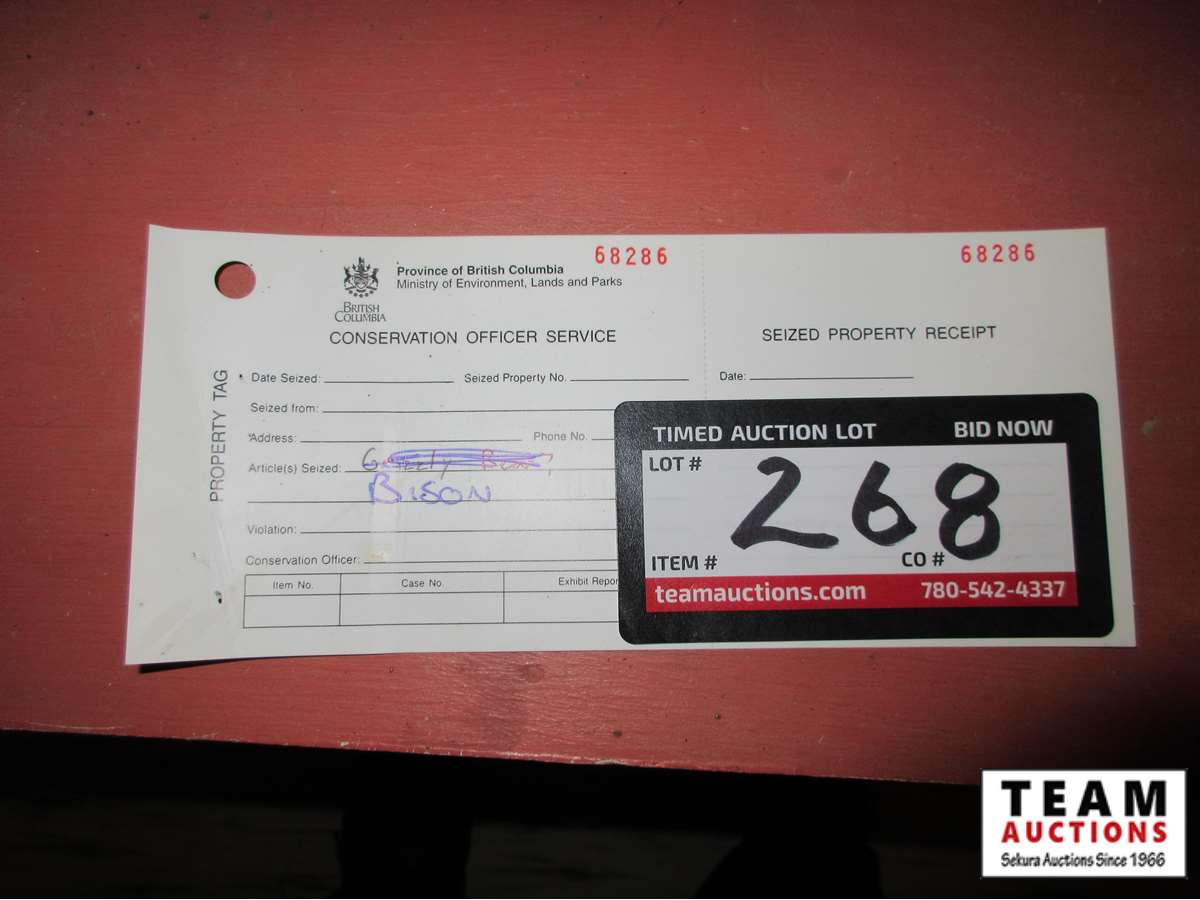 68286
68286
Province of British Columbia
Ministry of Environment, Lands and Parks
BRITISH
COLUMBIA
CONSERVATION OFFICER SERVICE
SEIZED PROPERTY RECEIPT
PROPERTY TAG
Date Seized:
Seized Property No.
Date:
Seized from:
Address:
Phone No.
Article(s) Seized:
BISON
Violation:
Conservation Officer:
Item No.
Case No.
Exhibit Repor
TIMED AUCTION LOT
BID NOW
LOT #
268
ITEM #
CO #
teamauctions.com
780-542-4337
TEAM
AUCTIONS
Sekura Auctions Since 1966